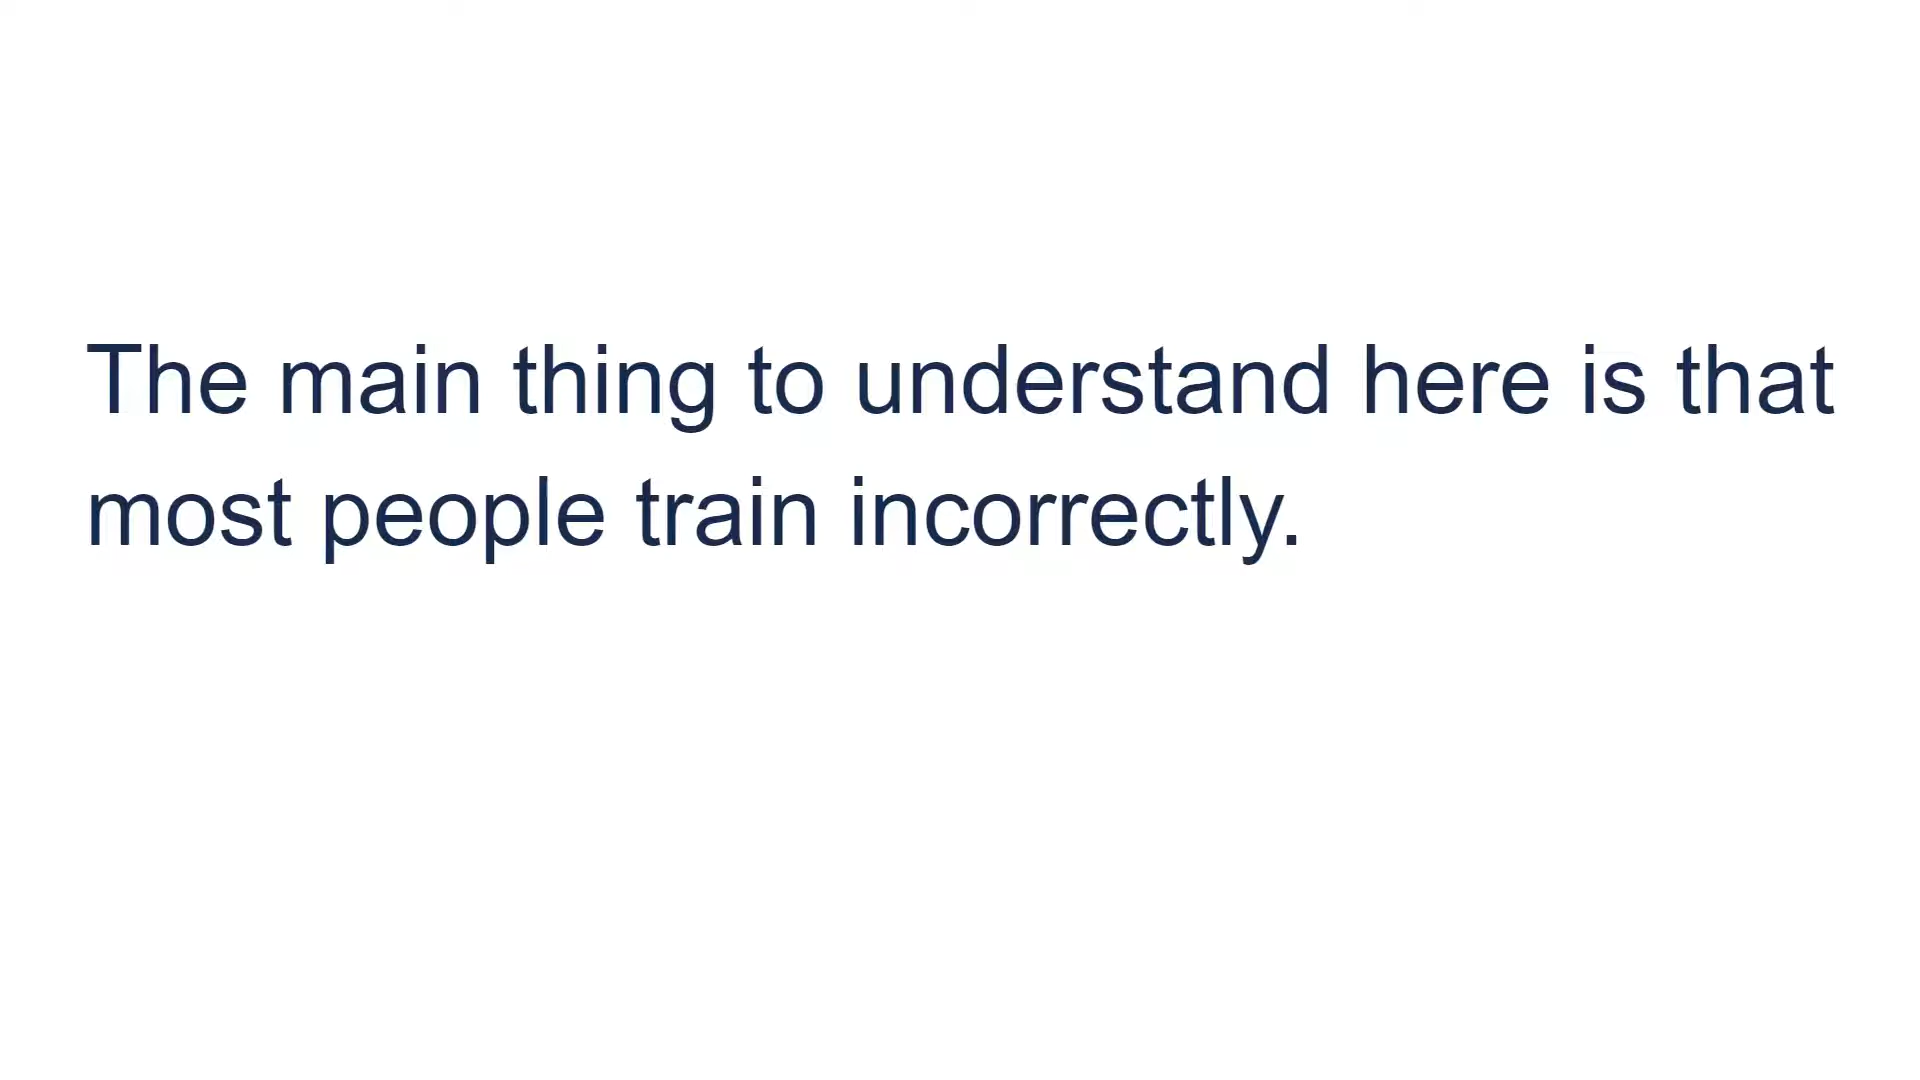 The main thing to understand here is that
most people train incorrectly.